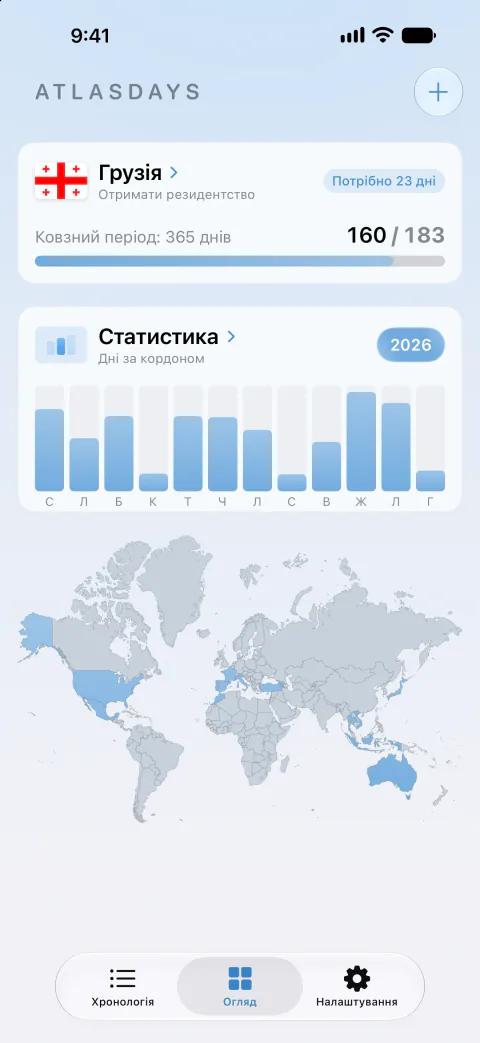 9:41
ATLASDAYS
Грузія
Отримати резидентство
Потрібно 23 дні
Ковзний період: 365 днів
160 / 183
Статистика
Дні за кордоном
2026
С Л Б К Т Ч Л С В Ж Л Г
Хронологія
Огляд
Налаштування